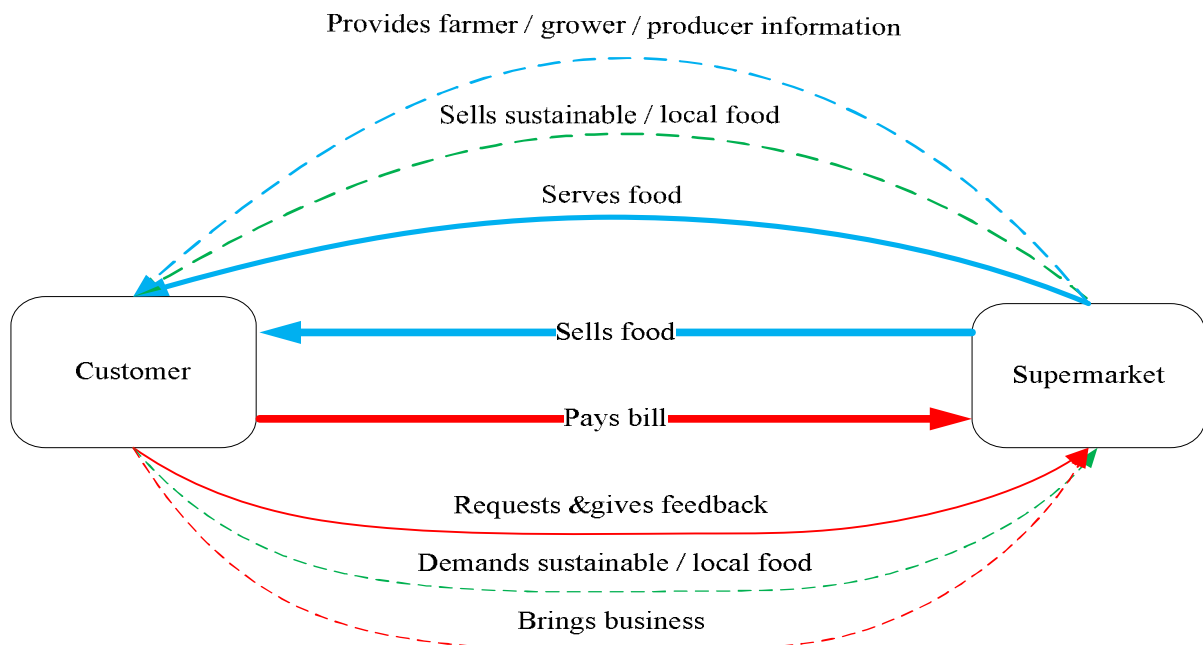 Provides farmer / grower / producer information
Sells sustainable / local food
Serves food
Sells food
Customer
Supermarket
Pays bill
Requests &gives feedback
Demands sustainable / local food
Brings business